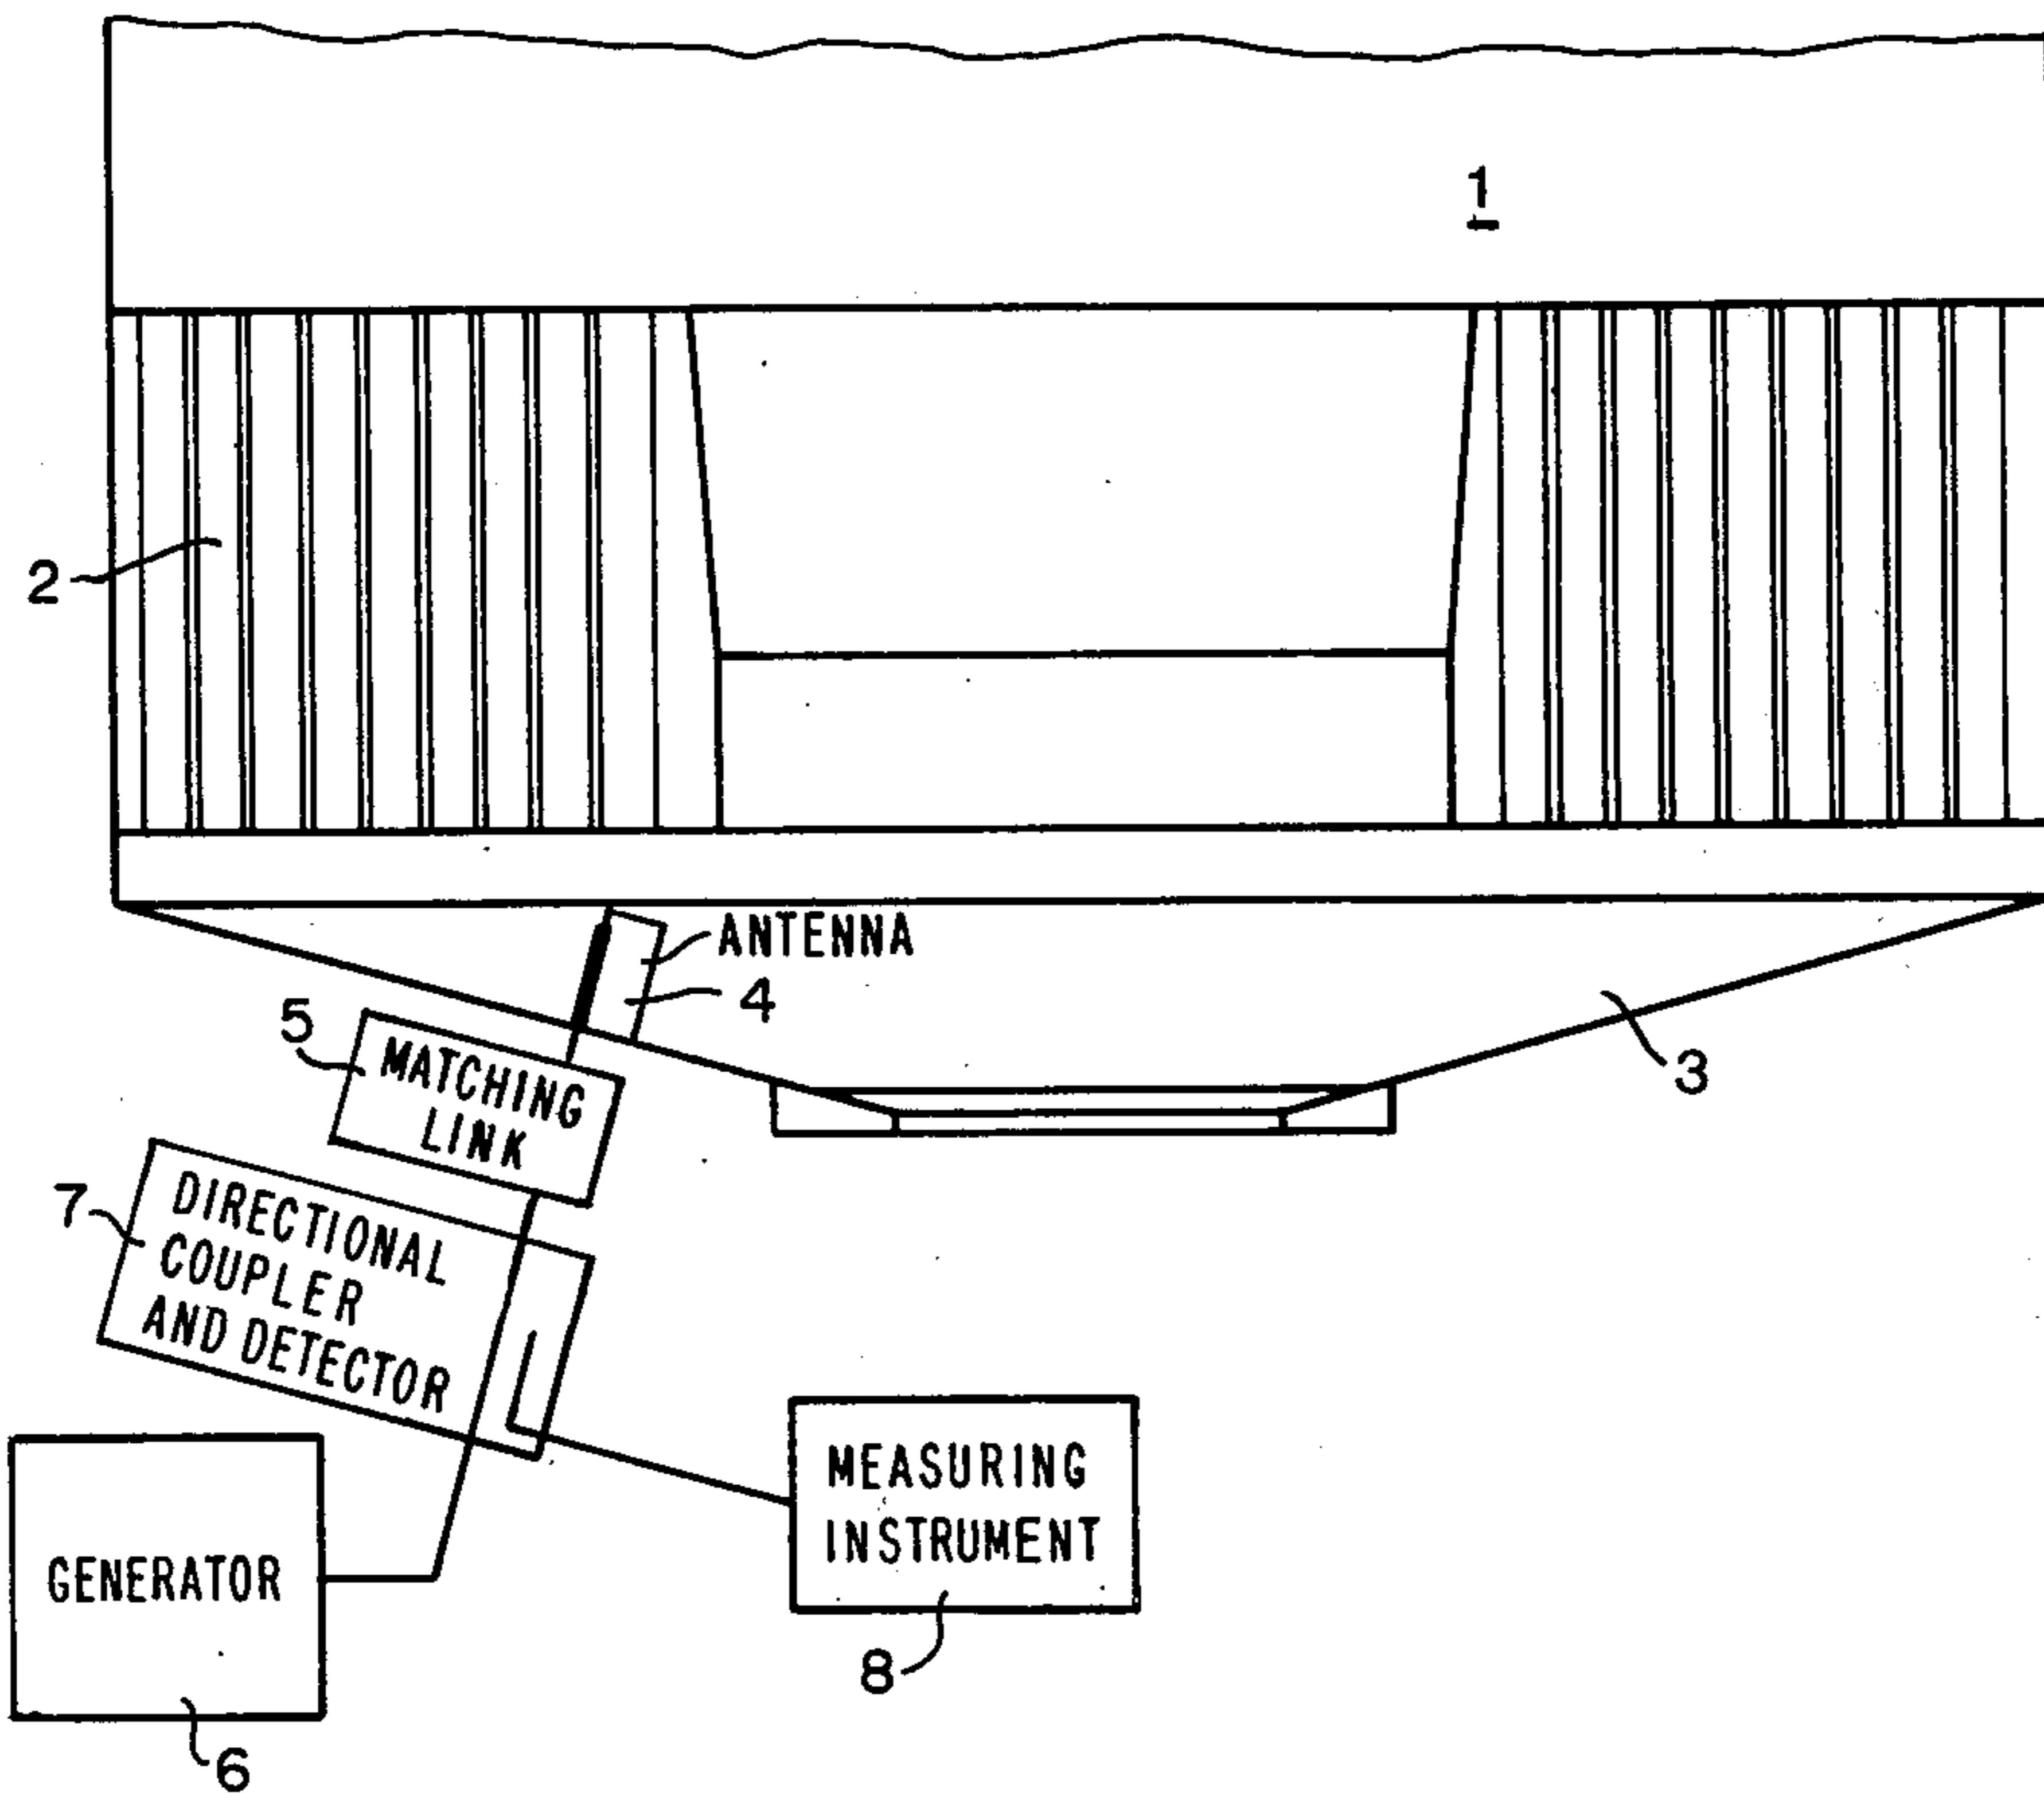 1
2
ANTENNA
4
5
MATCHING
LINK
3
7
DIRECTIONAL
COUPLER
AND DETECTOR
MEASURING
INSTRUMENT
GENERATOR
8
6